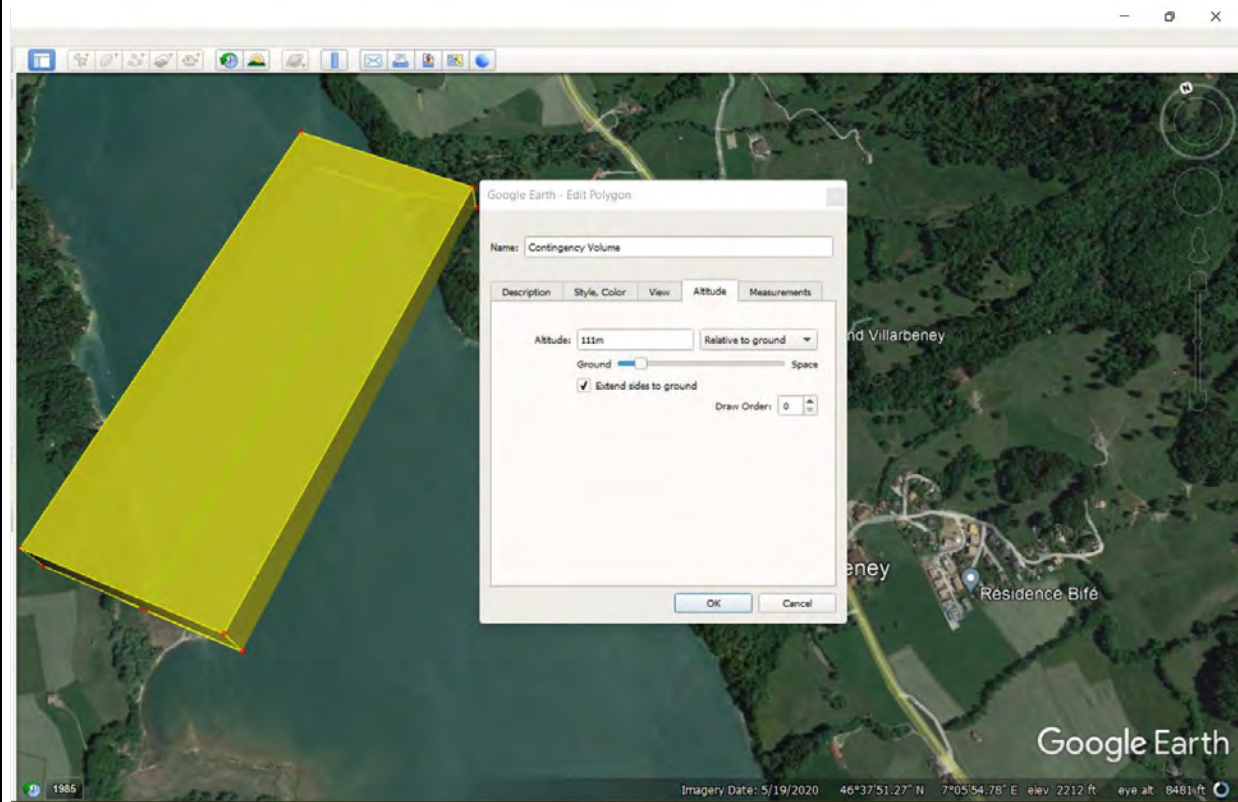 Google Earth - Edit Polygon
Name: Contingency Volume
Description Style, Color View Altitude Measurements
Altitude: 111m Relative to ground
Ground Space
Extend sides to ground
Draw Order: 0
OK Cancel
nd Villarbeney
eney
Résidence Bifé
N
Google Earth
1985
Imagery Date: 5/19/2020 46°37'51.27" N 7°05'54.78" E elev 2212 ft eye alt 8481 ft